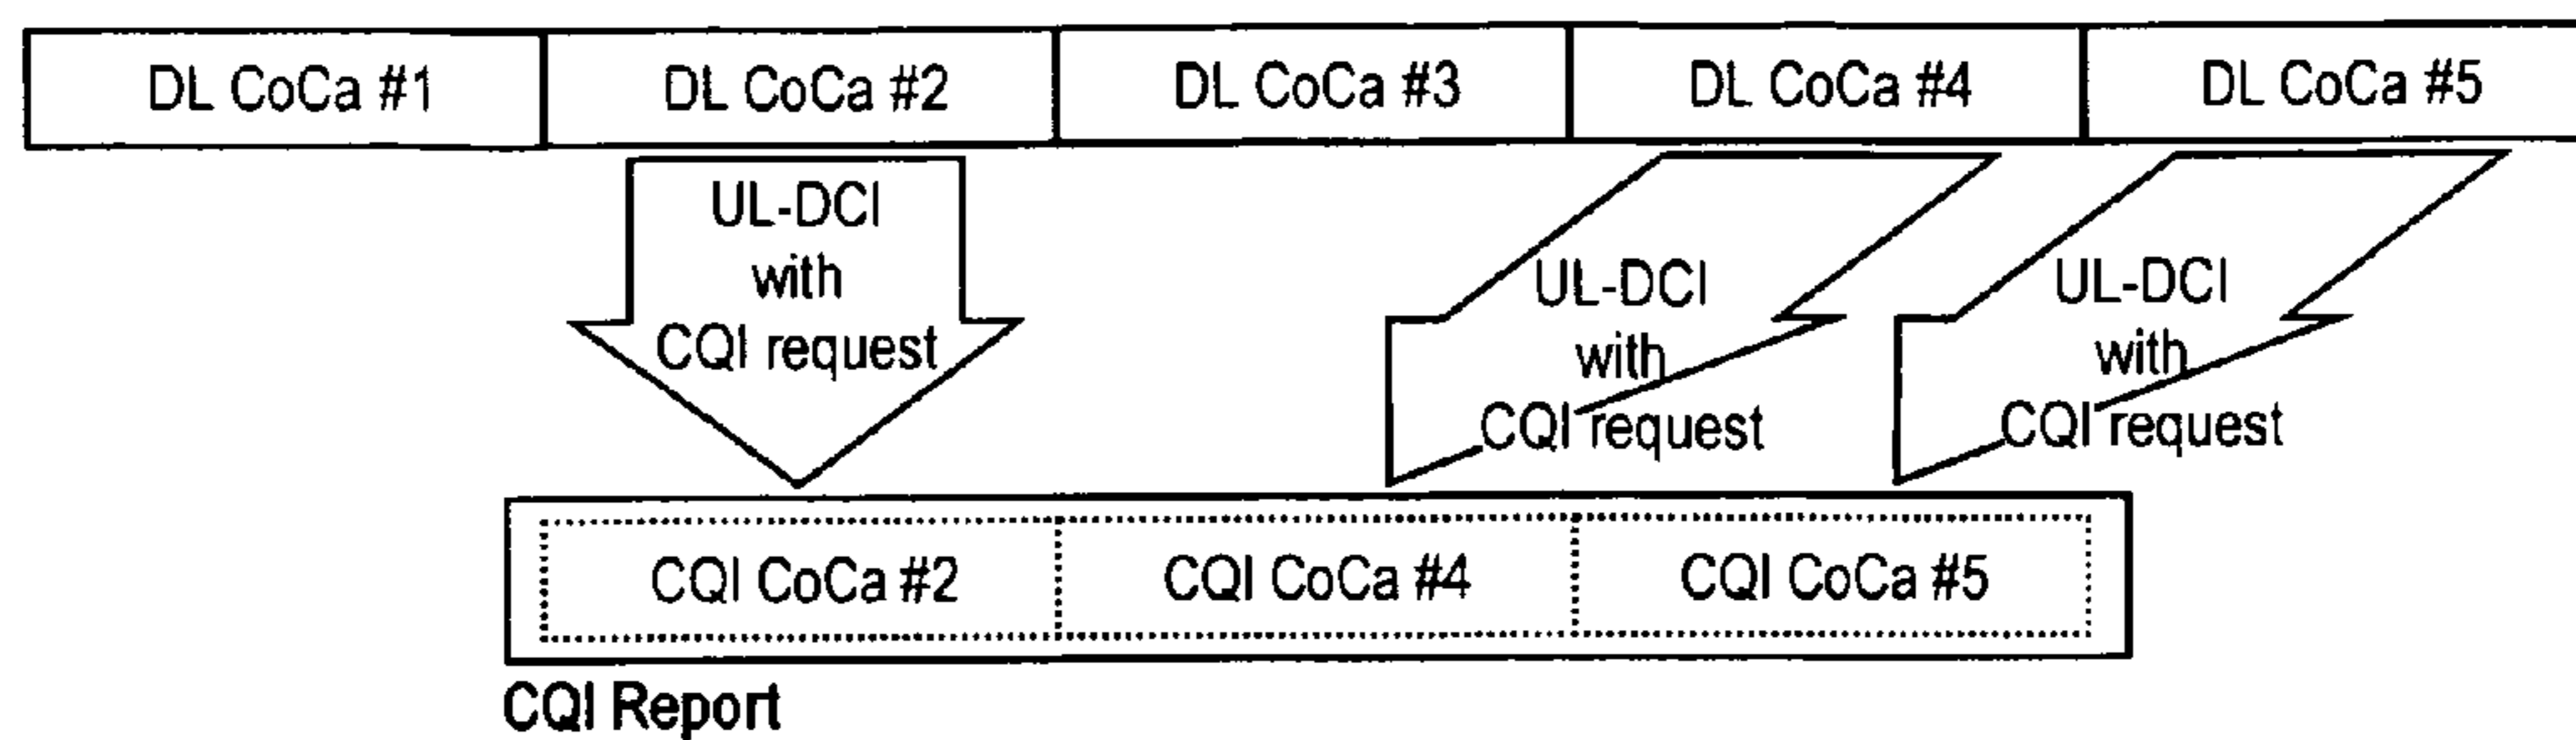 DL CoCa #1 DL CoCa #2 DL CoCa #3 DL CoCa #4 DL CoCa #5
UL-DCI
with
CQI request
UL-DCI
with
CQI request
UL-DCI
with
CQI request
CQI CoCa #2 CQI CoCa #4 CQI CoCa #5
CQI Report